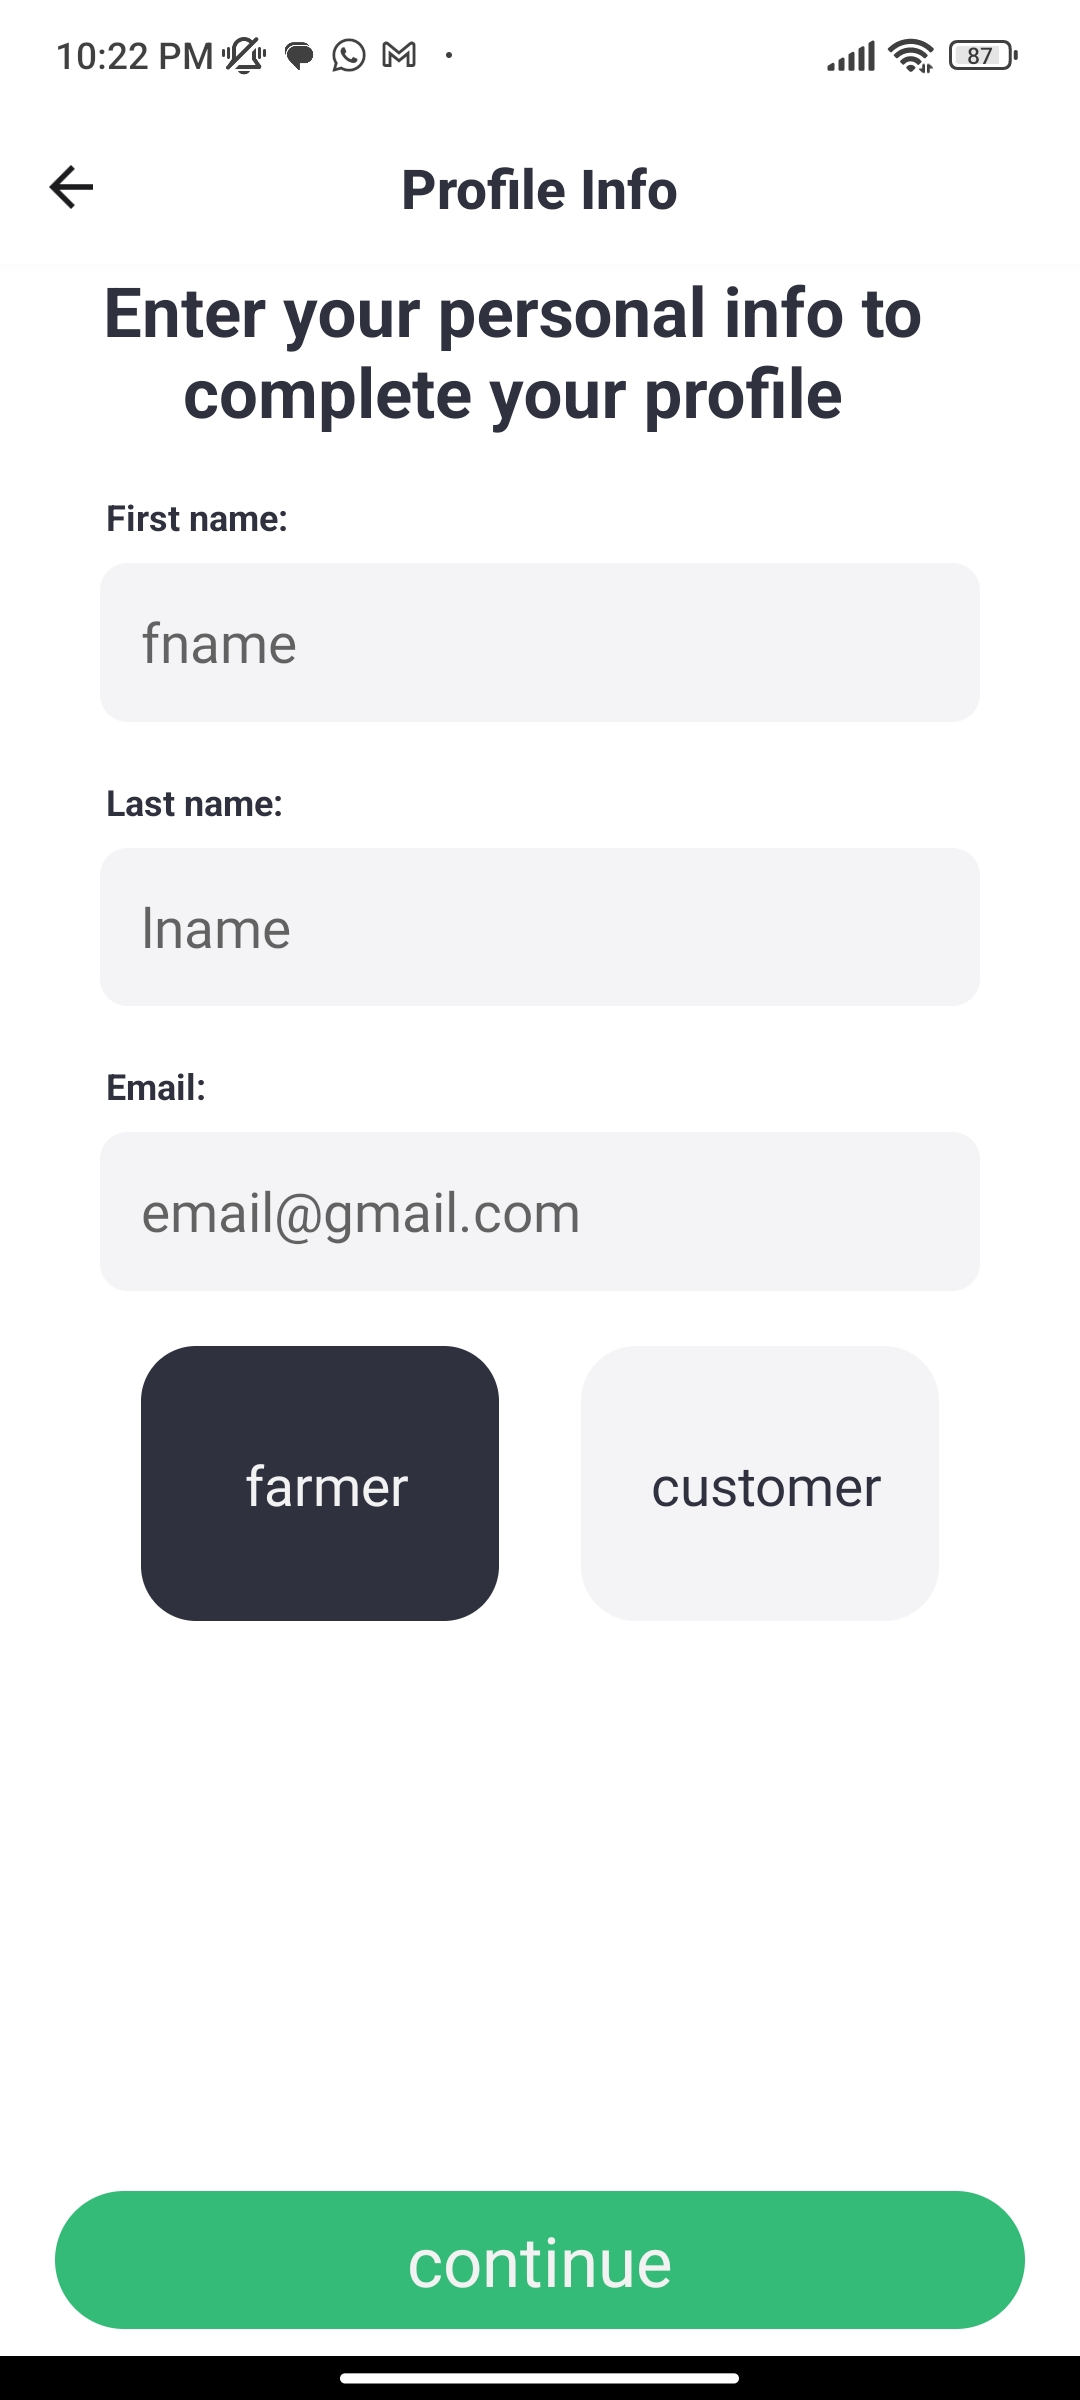 10:22 PM
87
Profile Info
Enter your personal info to
complete your profile
First name:
fname
Last name:
lname
Email:
email@gmail.com
farmer
customer
continue